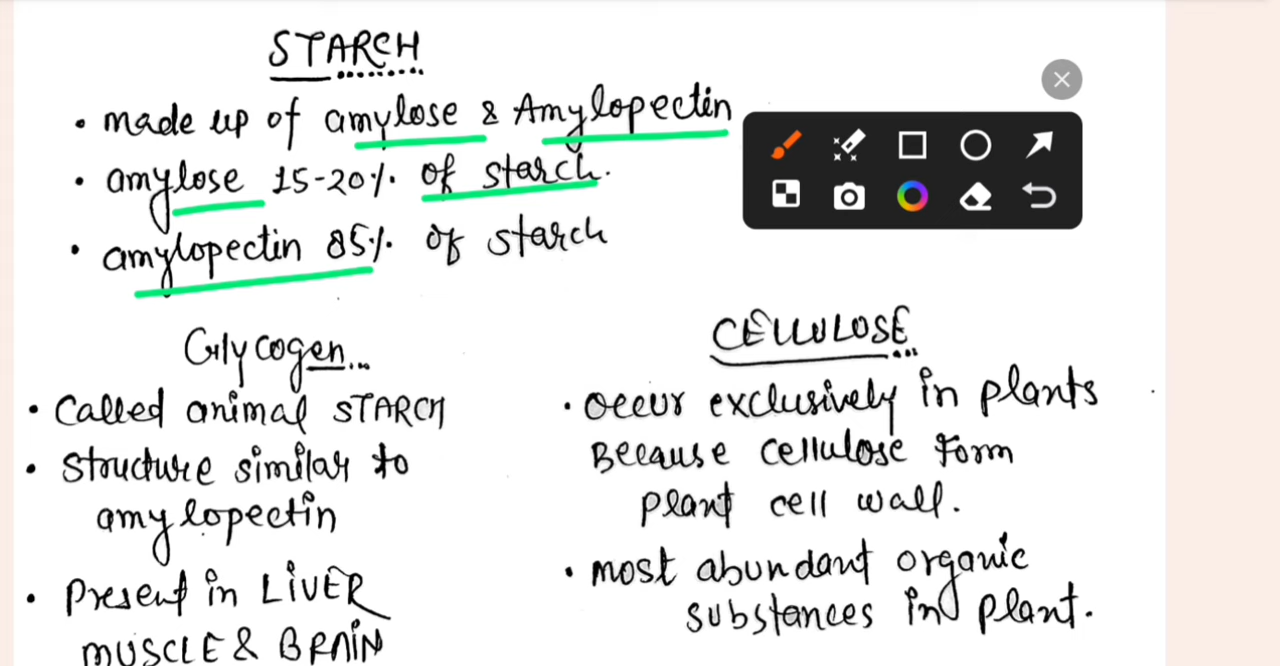 STARCH
• made up of amylose & Amylopectin
• amylose 15-20%. of starch.
• amylopectin 85%. of starch
Glycogen...
• called animal STARCH
• structure similar to
amylopectin
• Present in LIVER
MUSCLE & BRAIN
CELLULOSE
• occur exclusively in plants
Because cellulose form
plant cell wall.
• most abundant organic
substances in plant.